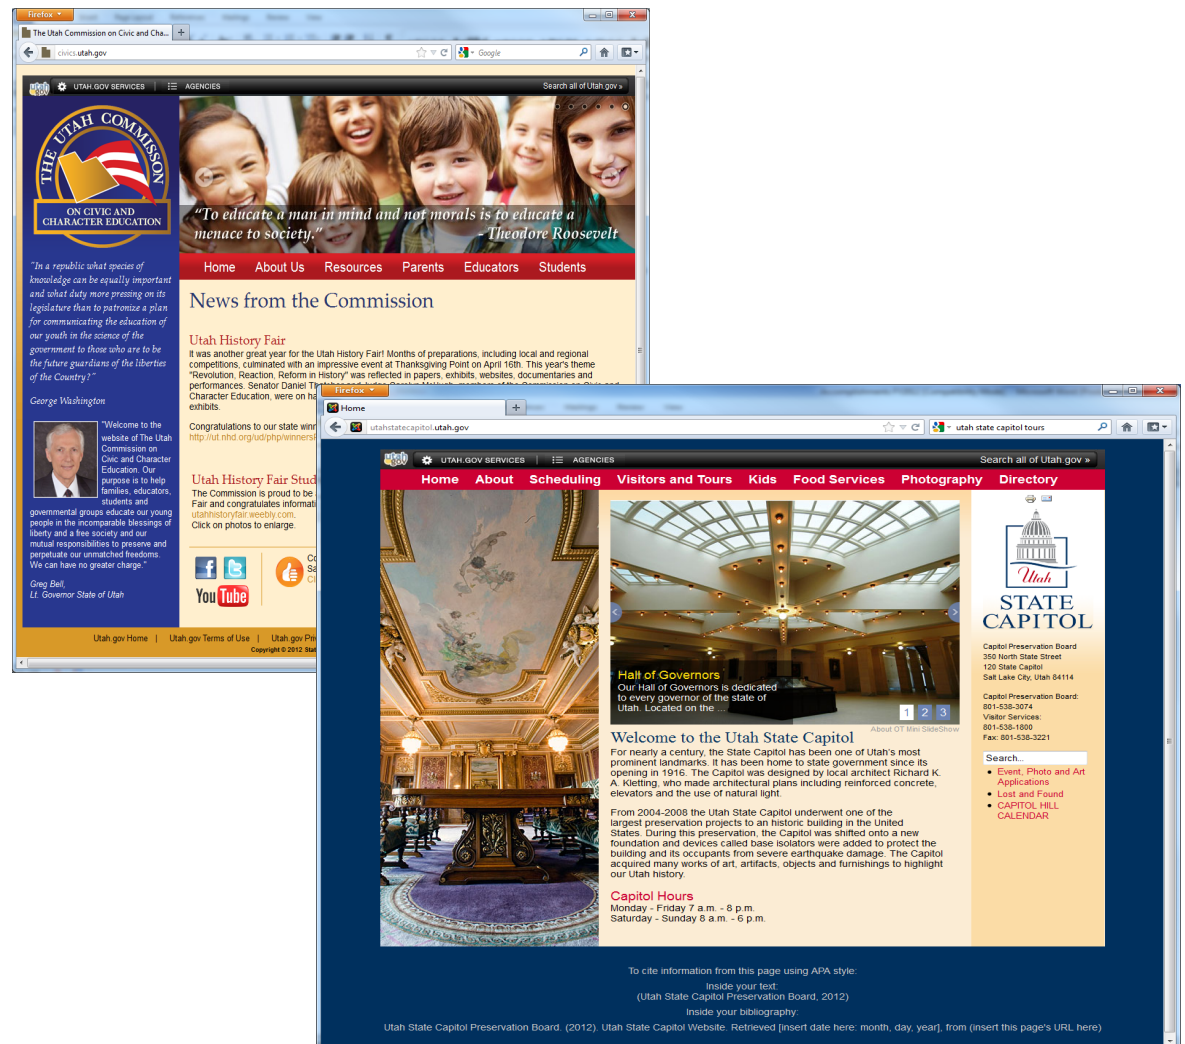 Firefox
The Utah Commission on Civic and Cha...
civics.utah.gov
Google
utah gov
UTAH.GOV SERVICES | AGENCIES
Search all of Utah.gov »
THE UTAH COMMISSON
ON CIVIC AND
CHARACTER EDUCATION
"To educate a man in mind and not morals is to educate a
menace to society."
- Theodore Roosevelt
Home About Us Resources Parents Educators Students
"In a republic what species of
knowledge can be equally important
and what duty more pressing on its
legislature than to patronize a plan
for communicating the education of
our youth in the science of the
government to those who are to be
the future guardians of the liberties
of the Country?"
George Washington
"Welcome to the
website of The Utah
Commission on
Civic and Character
Education. Our
purpose is to help
families, educators,
students and
governmental groups educate our young
people in the incomparable blessings of
liberty and a free society and our
mutual responsibilities to preserve and
perpetuate our unmatched freedoms.
We can have no greater charge."
Greg Bell,
Lt. Governor State of Utah
News from the Commission
Utah History Fair
It was another great year for the Utah History Fair! Months of preparations, including local and regional
competitions, culminated with an impressive event at Thanksgiving Point on April 16th. This year's theme
"Revolution, Reaction, Reform in History" was reflected in papers, exhibits, websites, documentaries and
performances. Senator Daniel
Character Education, were on ha
exhibits.
Congratulations to our state winn
http://ut.nhd.org/ud/php/winners
Utah History Fair Stud
The Commission is proud to be
Fair and congratulates informati
utahhistoryfair.weebly.com.
Click on photos to enlarge.
You Tube
Co
Sa
Cl
Utah.gov Home | Utah.gov Terms of Use | Utah.gov Pri
Copyright © 2012 Stat
Firefox
Home
utahstatecapitol.utah.gov
utah state capitol tours
utah gov
UTAH.GOV SERVICES | AGENCIES
Search all of Utah.gov »
Home About Scheduling Visitors and Tours Kids Food Services Photography Directory
Hall of Governors
Our Hall of Governors is dedicated
to every governor of the state of
Utah. Located on the ...
1 2 3
About OT Mini SlideShow
Welcome to the Utah State Capitol
For nearly a century, the State Capitol has been one of Utah's most
prominent landmarks. It has been home to state government since its
opening in 1916. The Capitol was designed by local architect Richard K.
A. Kletting, who made architectural plans including reinforced concrete,
elevators and the use of natural light.
From 2004-2008 the Utah State Capitol underwent one of the
largest preservation projects to an historic building in the United
States. During this preservation, the Capitol was shifted onto a new
foundation and devices called base isolators were added to protect the
building and its occupants from severe earthquake damage. The Capitol
acquired many works of art, artifacts, objects and furnishings to highlight
our Utah history.
Capitol Hours
Monday - Friday 7 a.m. - 8 p.m.
Saturday - Sunday 8 a.m. - 6 p.m.
Utah
STATE
CAPITOL
Capitol Preservation Board
350 North State Street
120 State Capitol
Salt Lake City, Utah 84114
Capitol Preservation Board:
801-538-3074
Visitor Services:
801-538-1800
Fax: 801-538-3221
Search...
Event, Photo and Art
Applications
Lost and Found
CAPITOL HILL
CALENDAR
To cite information from this page using APA style:
Inside your text:
(Utah State Capitol Preservation Board, 2012)
Inside your bibliography:
Utah State Capitol Preservation Board. (2012). Utah State Capitol Website. Retrieved [insert date here: month, day, year], from (insert this page's URL here)